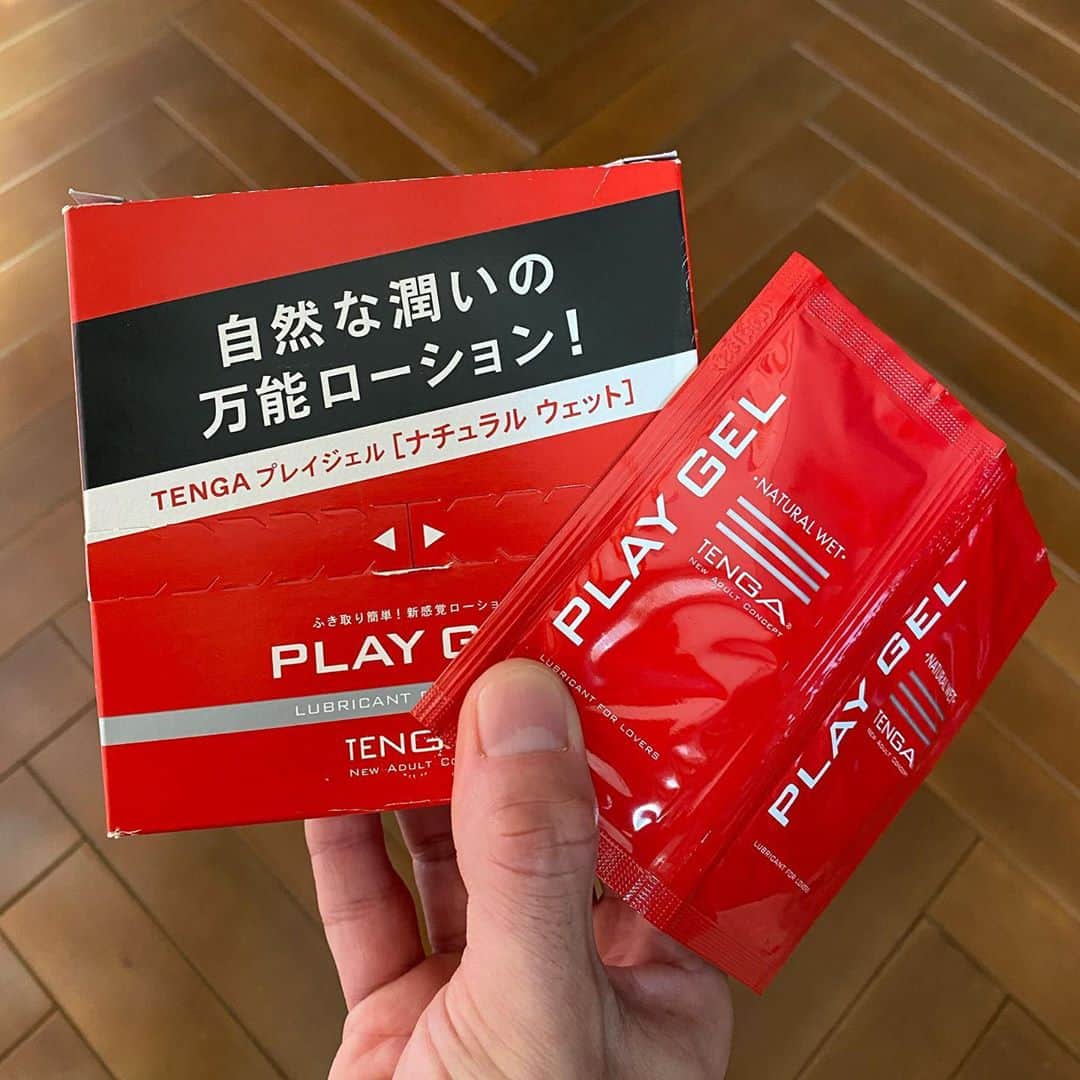 自然な潤いの
万能ローション!
TENGA プレイジェル [ナチュラル ウェット]
ふき取り簡単!新感覚ローショ
PLAY G
LUBRICANT
TENG
NEW ADULT
PLAY GEL
・NATURAL WET・
TENGA
NEW ADULT CONCEPT
LUBRICANT FOR LOVERS
PLAY GEL
・NATURAL WET・
TENGA
NEW ADULT CONCEPT
LUBRICANT FOR